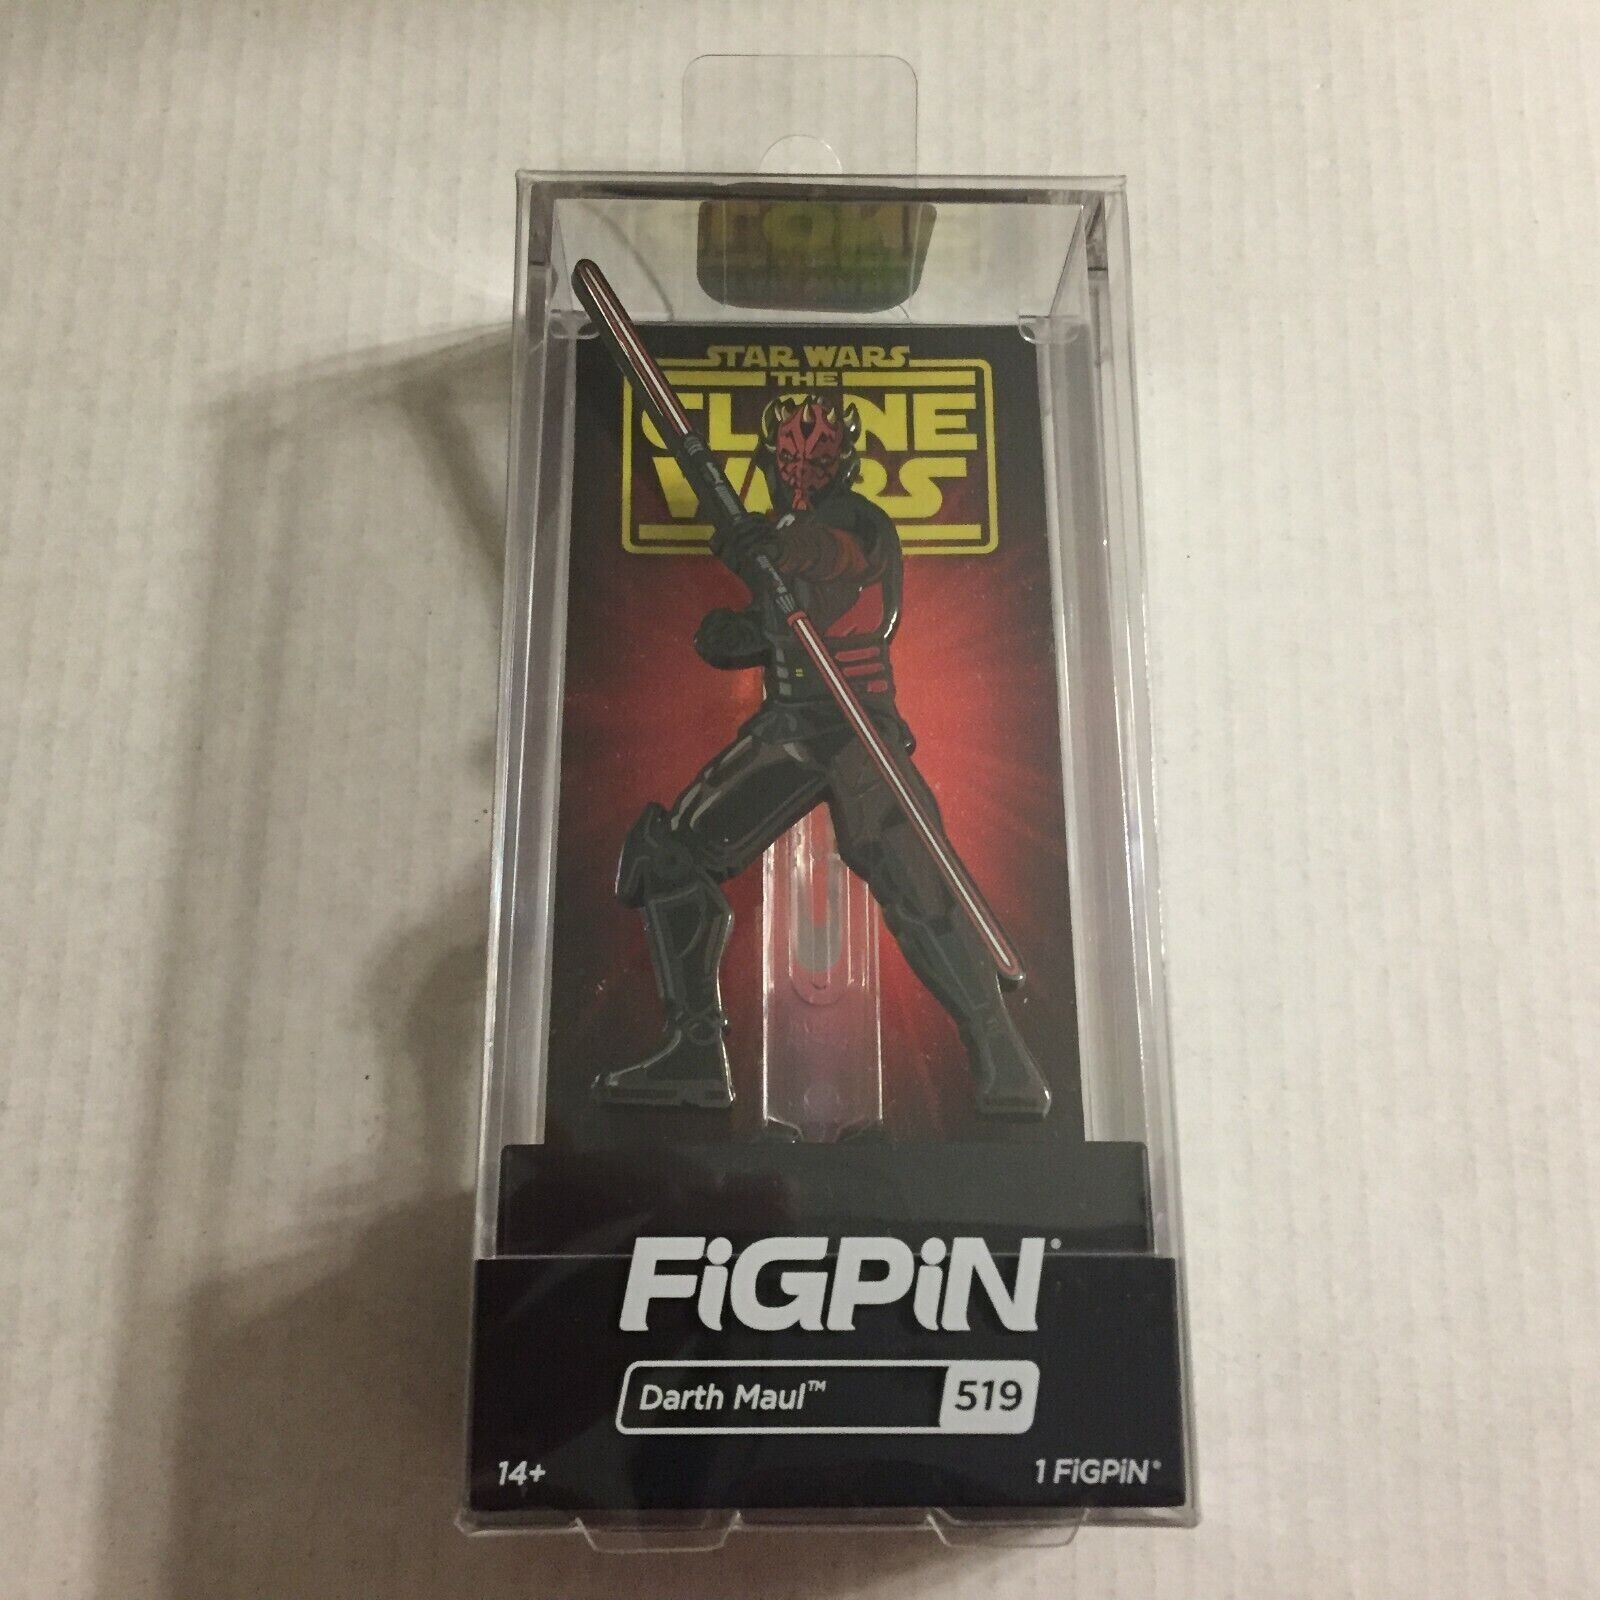 STAR WARS
THE
CLONE
WARS
FiGPiN®
Darth Maul™ 519
14+ 1 FiGPiN®